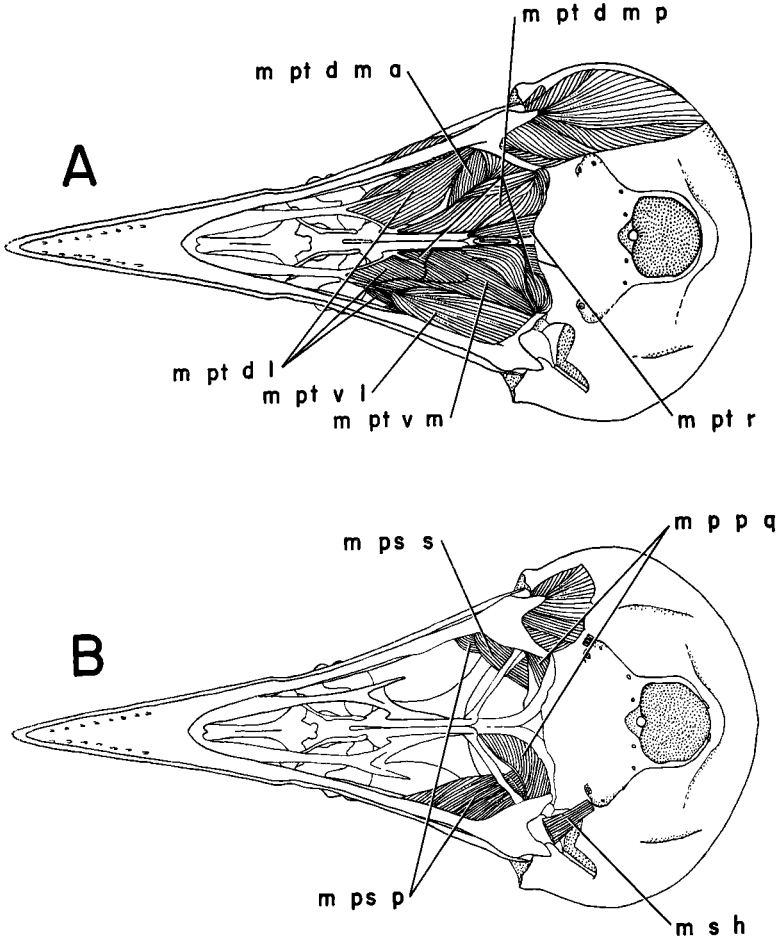 m pt d m p
m pt d m a
A
m pt d l
m pt v l
m pt v m
m pt r
m p p q
m ps s
B
m ps p
m s h